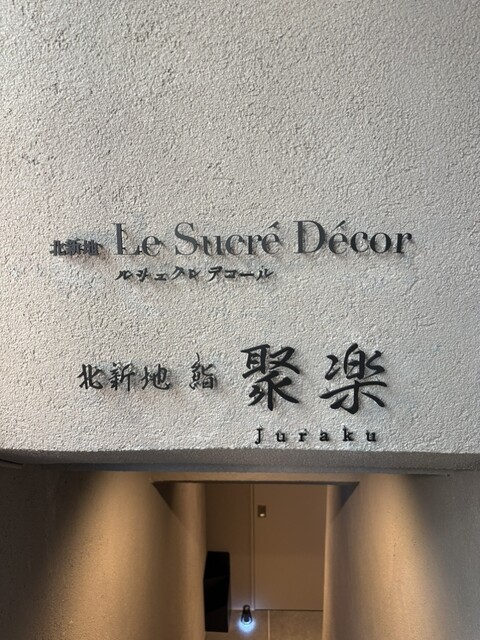 北新地 Le Sucré Décor
ルシュクレ デコール
北新地 鮨 聚楽
Juraku